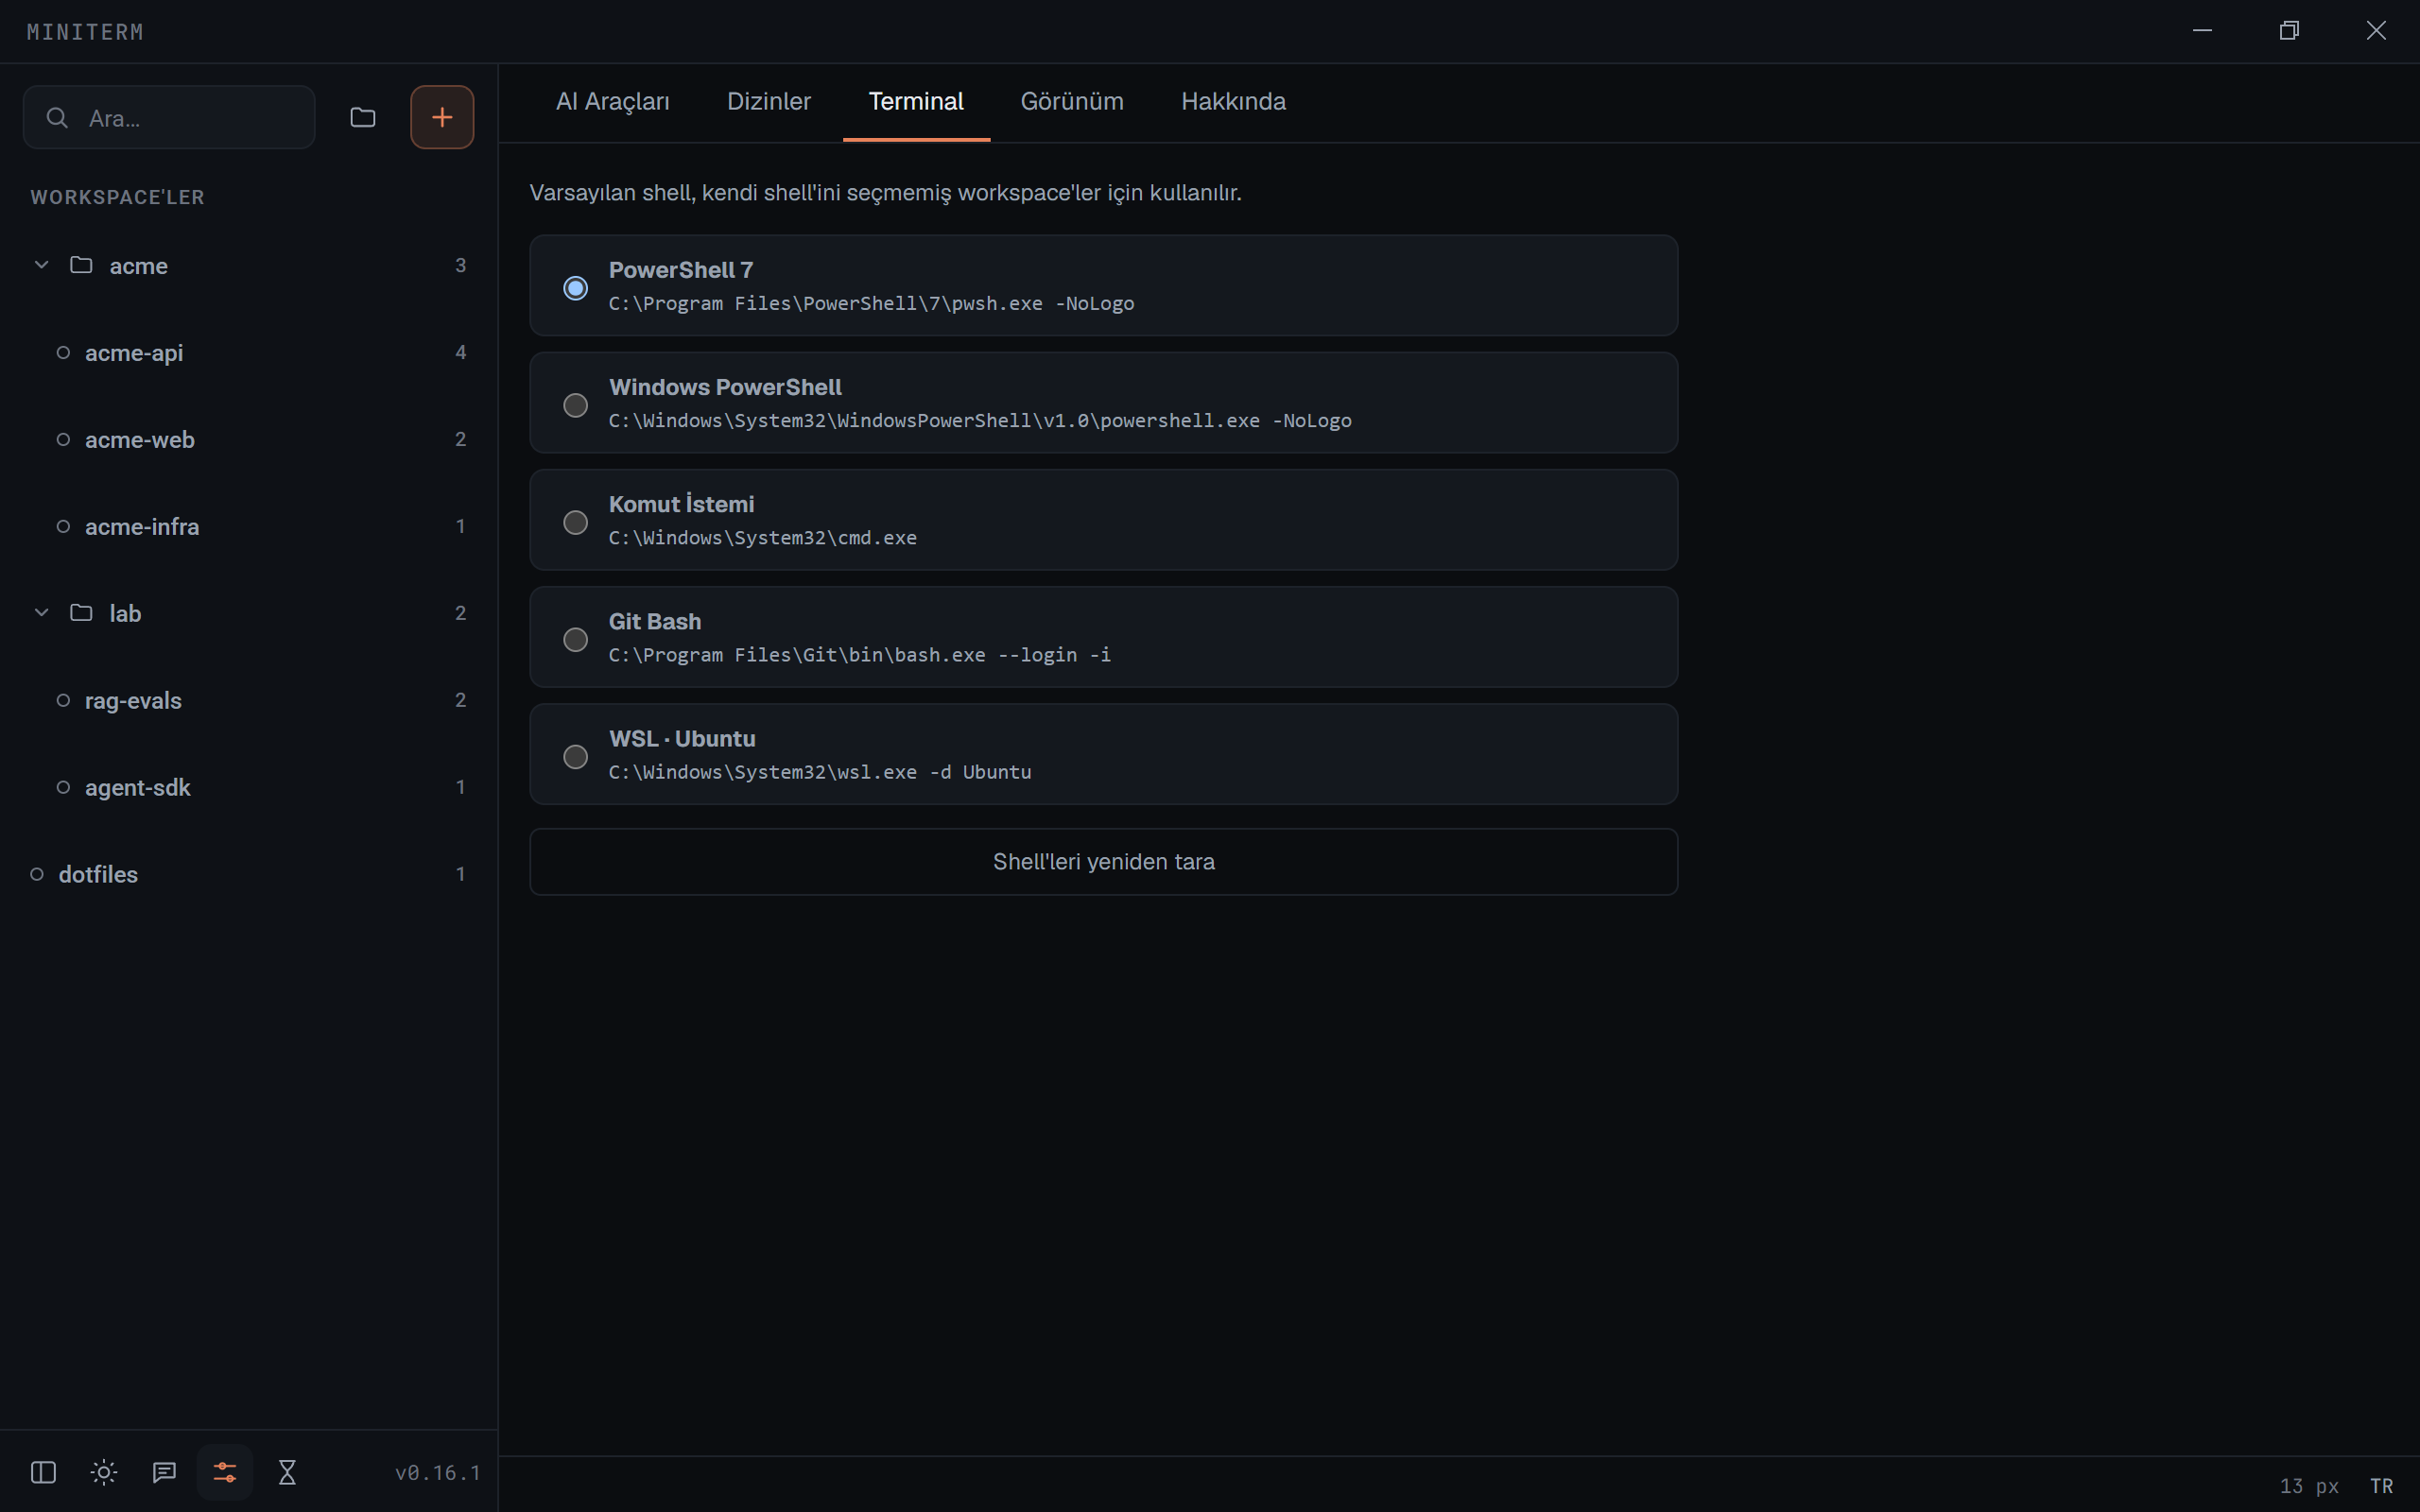 MINITERM
Ara...
WORKSPACE'LER
acme 3
acme-api 4
acme-web 2
acme-infra 1
lab 2
rag-evals 2
agent-sdk 1
dotfiles 1
v0.16.1
AI Araçları Dizinler Terminal Görünüm Hakkında
Varsayılan shell, kendi shell'ini seçmemiş workspace'ler için kullanılır.
PowerShell 7
C:\Program Files\PowerShell\7\pwsh.exe -NoLogo
Windows PowerShell
C:\Windows\System32\WindowsPowerShell\v1.0\powershell.exe -NoLogo
Komut İstemi
C:\Windows\System32\cmd.exe
Git Bash
C:\Program Files\Git\bin\bash.exe --login -i
WSL · Ubuntu
C:\Windows\System32\wsl.exe -d Ubuntu
Shell'leri yeniden tara
13 px TR